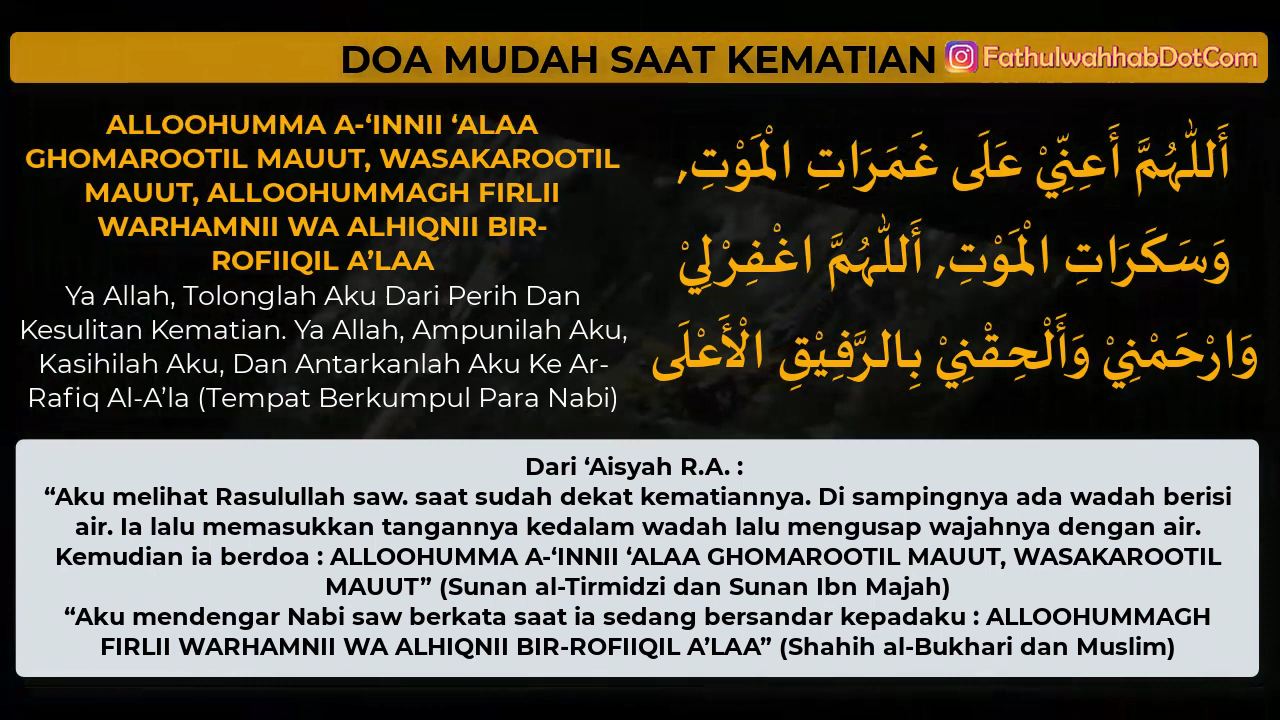 DOA MUDAH SAAT KEMATIAN
FathulwahhabDotCom
ALLOOHUMMA A-‘INNII ‘ALAA
GHOMAROOTIL MAUUT, WASAKAROOTIL
MAUUT, ALLOOHUMMAGH FIRLII
WARHAMNII WA ALHIQNII BIR-
ROFIIQIL A’LAA
Ya Allah, Tolonglah Aku Dari Perih Dan
Kesulitan Kematian. Ya Allah, Ampunilah Aku,
Kasihilah Aku, Dan Antarkanlah Aku Ke Ar-
Rafiq Al-A’la (Tempat Berkumpul Para Nabi)
أَللّٰهُمَّ أَعِنِّيْ عَلَى غَمَرَاتِ الْمَوْتِ,
وَسَكَرَاتِ الْمَوْتِ, أَللّٰهُمَّ اغْفِرْلِيْ
وَارْحَمْنِيْ وَأَلْحِقْنِيْ بِالرَّفِيْقِ الْأَعْلَى
Dari ‘Aisyah R.A. :
“Aku melihat Rasulullah saw. saat sudah dekat kematiannya. Di sampingnya ada wadah berisi
air. Ia lalu memasukkan tangannya kedalam wadah lalu mengusap wajahnya dengan air.
Kemudian ia berdoa : ALLOOHUMMA A-‘INNII ‘ALAA GHOMAROOTIL MAUUT, WASAKAROOTIL
MAUUT” (Sunan al-Tirmidzi dan Sunan Ibn Majah)
“Aku mendengar Nabi saw berkata saat ia sedang bersandar kepadaku : ALLOOHUMMAGH
FIRLII WARHAMNII WA ALHIQNII BIR-ROFIIQIL A’LAA” (Shahih al-Bukhari dan Muslim)